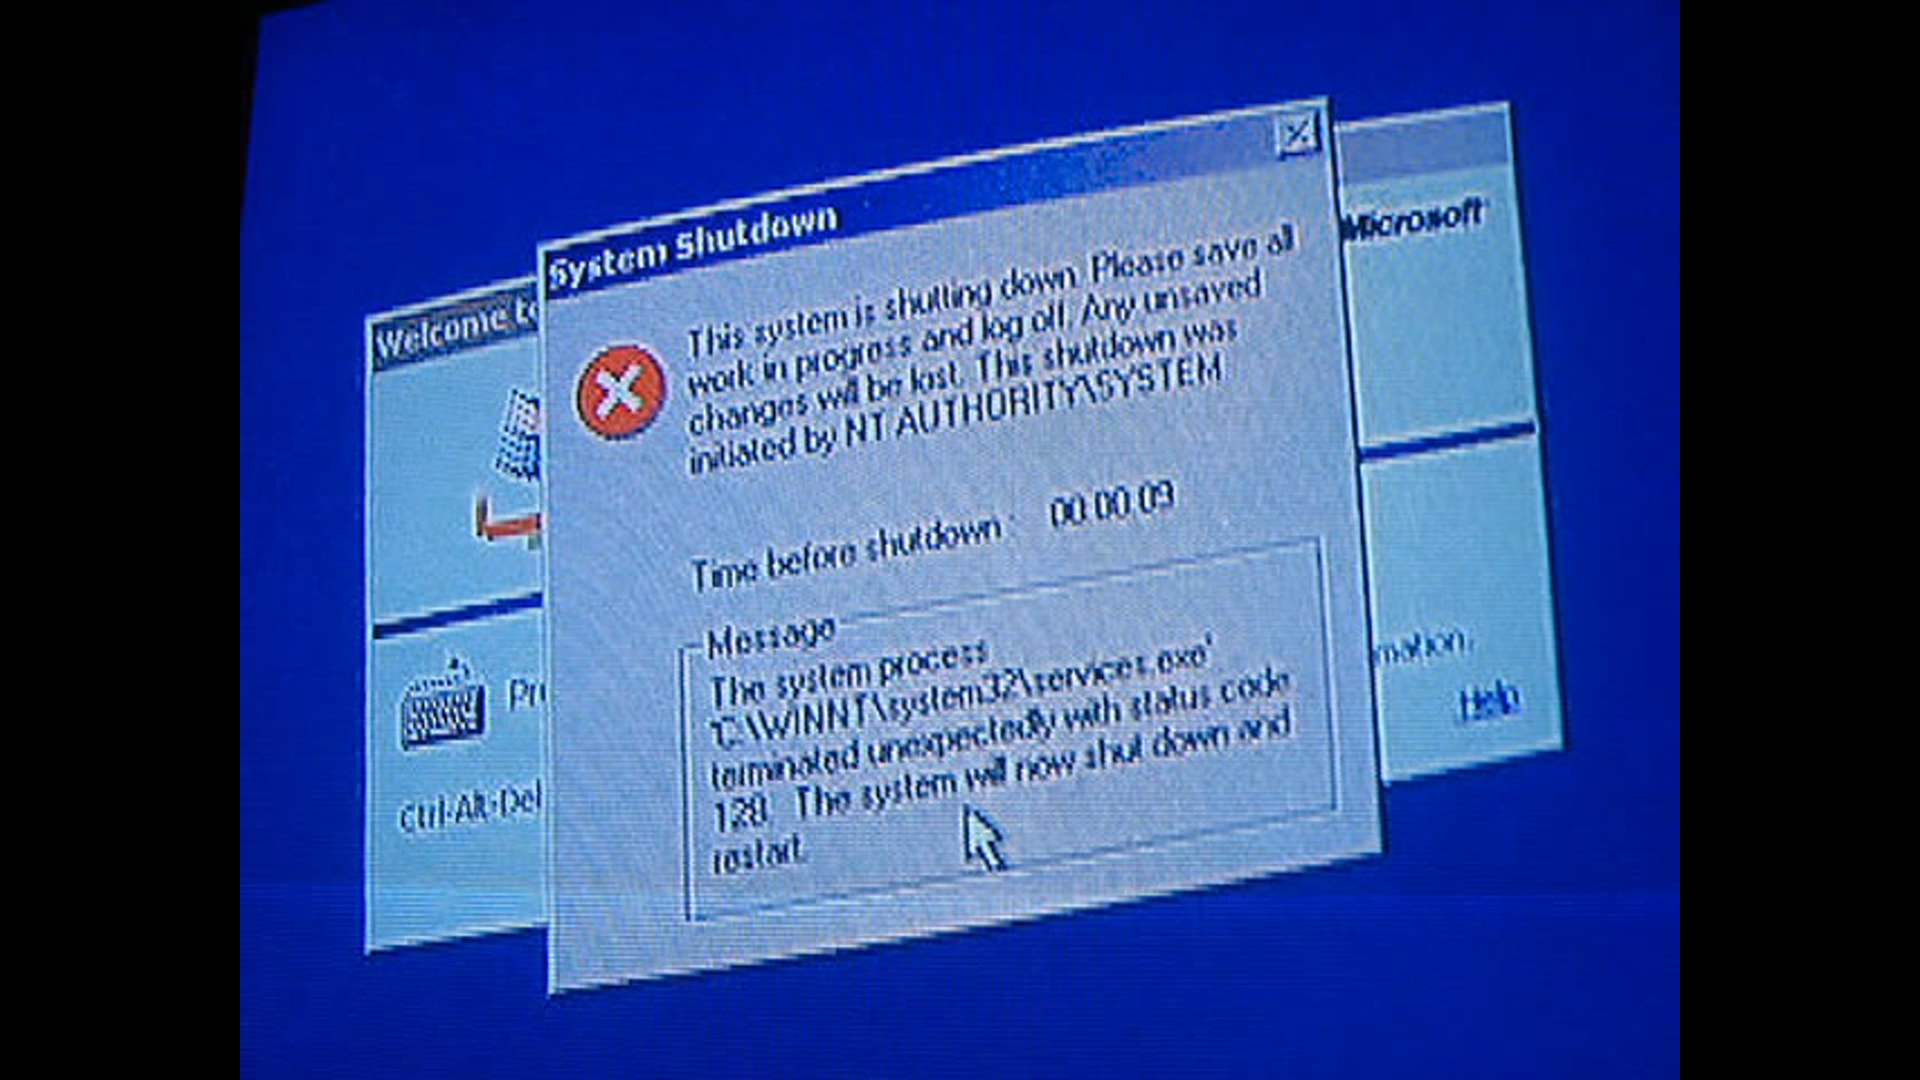 System Shutdown
This system is shutting down. Please save all
work in progress and log off. Any unsaved
changes will be lost. This shutdown was
initiated by NT AUTHORITY\SYSTEM
Time before shutdown : 00:00:09
Message
The system process
'C:\WINNT\system32\services.exe'
terminated unexpectedly with status code
128. The system will now shut down and
restart.
Welcome to
Microsoft
Ctrl-Alt-Del
Help